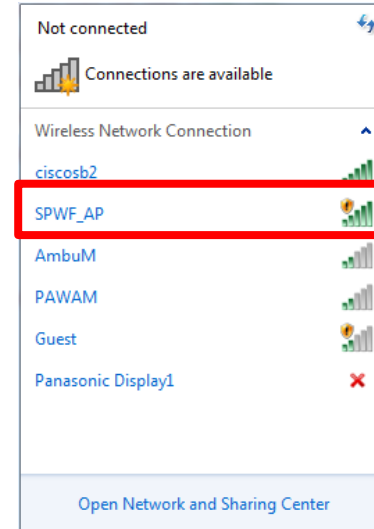 Not connected
Connections are available
Wireless Network Connection
ciscosb2
SPWF_AP
AmbuM
PAWAM
Guest
Panasonic Display1
Open Network and Sharing Center